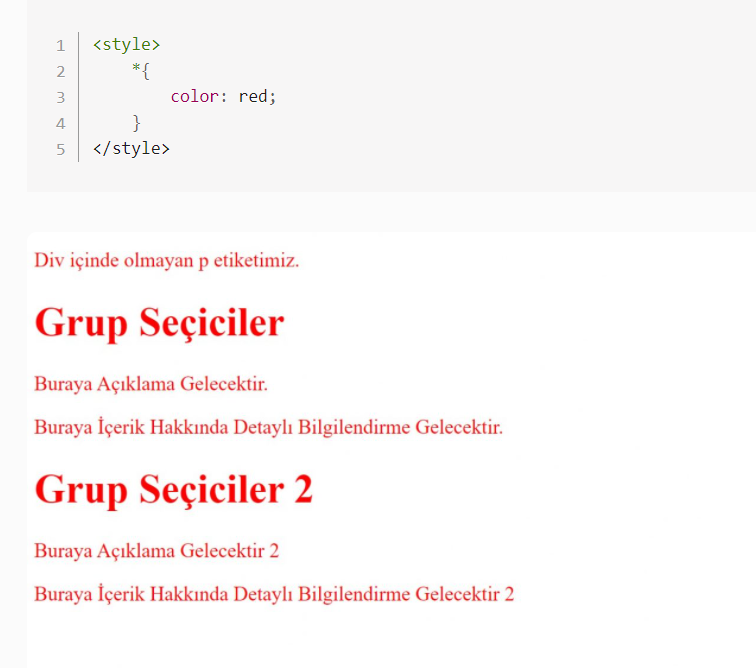 1 <style>
2 *{
3 color: red;
4 }
5 </style>
Div içinde olmayan p etiketimiz.
Grup Seçiciler
Buraya Açıklama Gelecektir.
Buraya İçerik Hakkında Detaylı Bilgilendirme Gelecektir.
Grup Seçiciler 2
Buraya Açıklama Gelecektir 2
Buraya İçerik Hakkında Detaylı Bilgilendirme Gelecektir 2